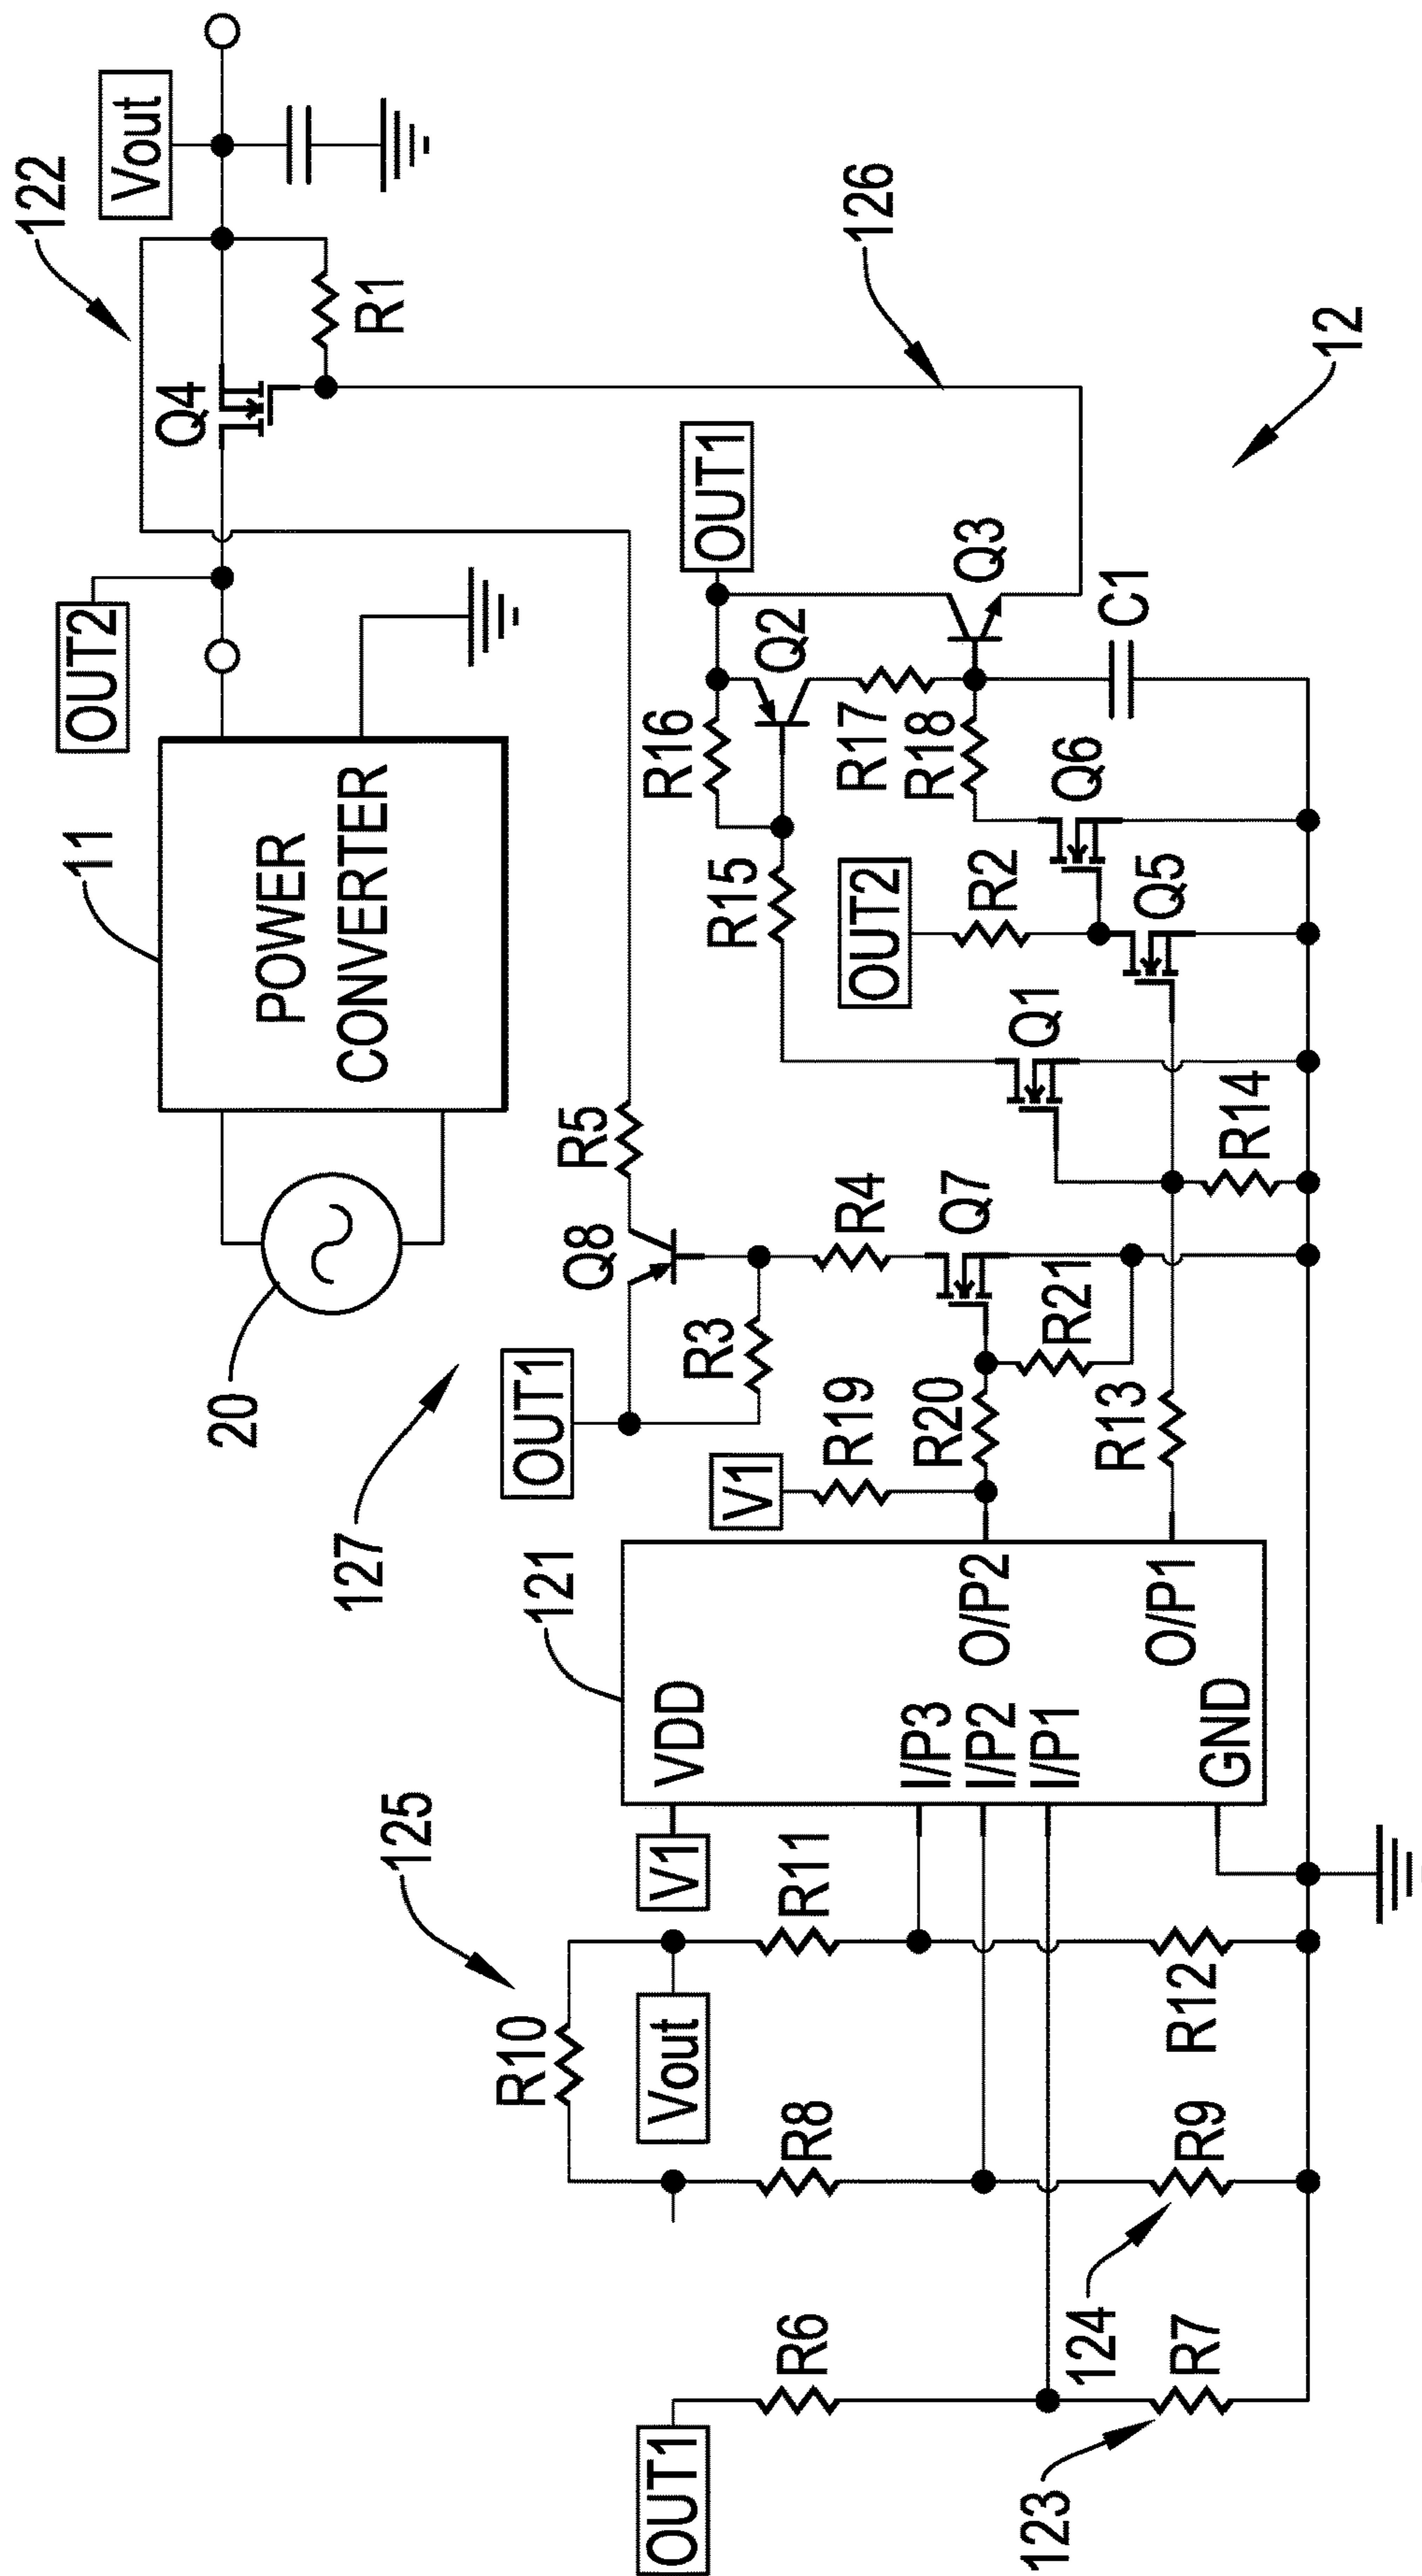 20
11
POWER
CONVERTER
OUT2
Q4
122
Vout
R1
127
OUT1
Q8
R5
R3
R4
Q7
126
OUT1
R16
Q2
R15
R17
R18
Q3
C1
OUT2
R2
Q6
Q5
Q1
R14
12
125
R10
Vout
V1
121
VDD
I/P3
I/P2
I/P1
GND
O/P2
O/P1
V1
R19
R20
R21
R13
OUT1
R6
R8
R11
R7
R9
R12
123
124